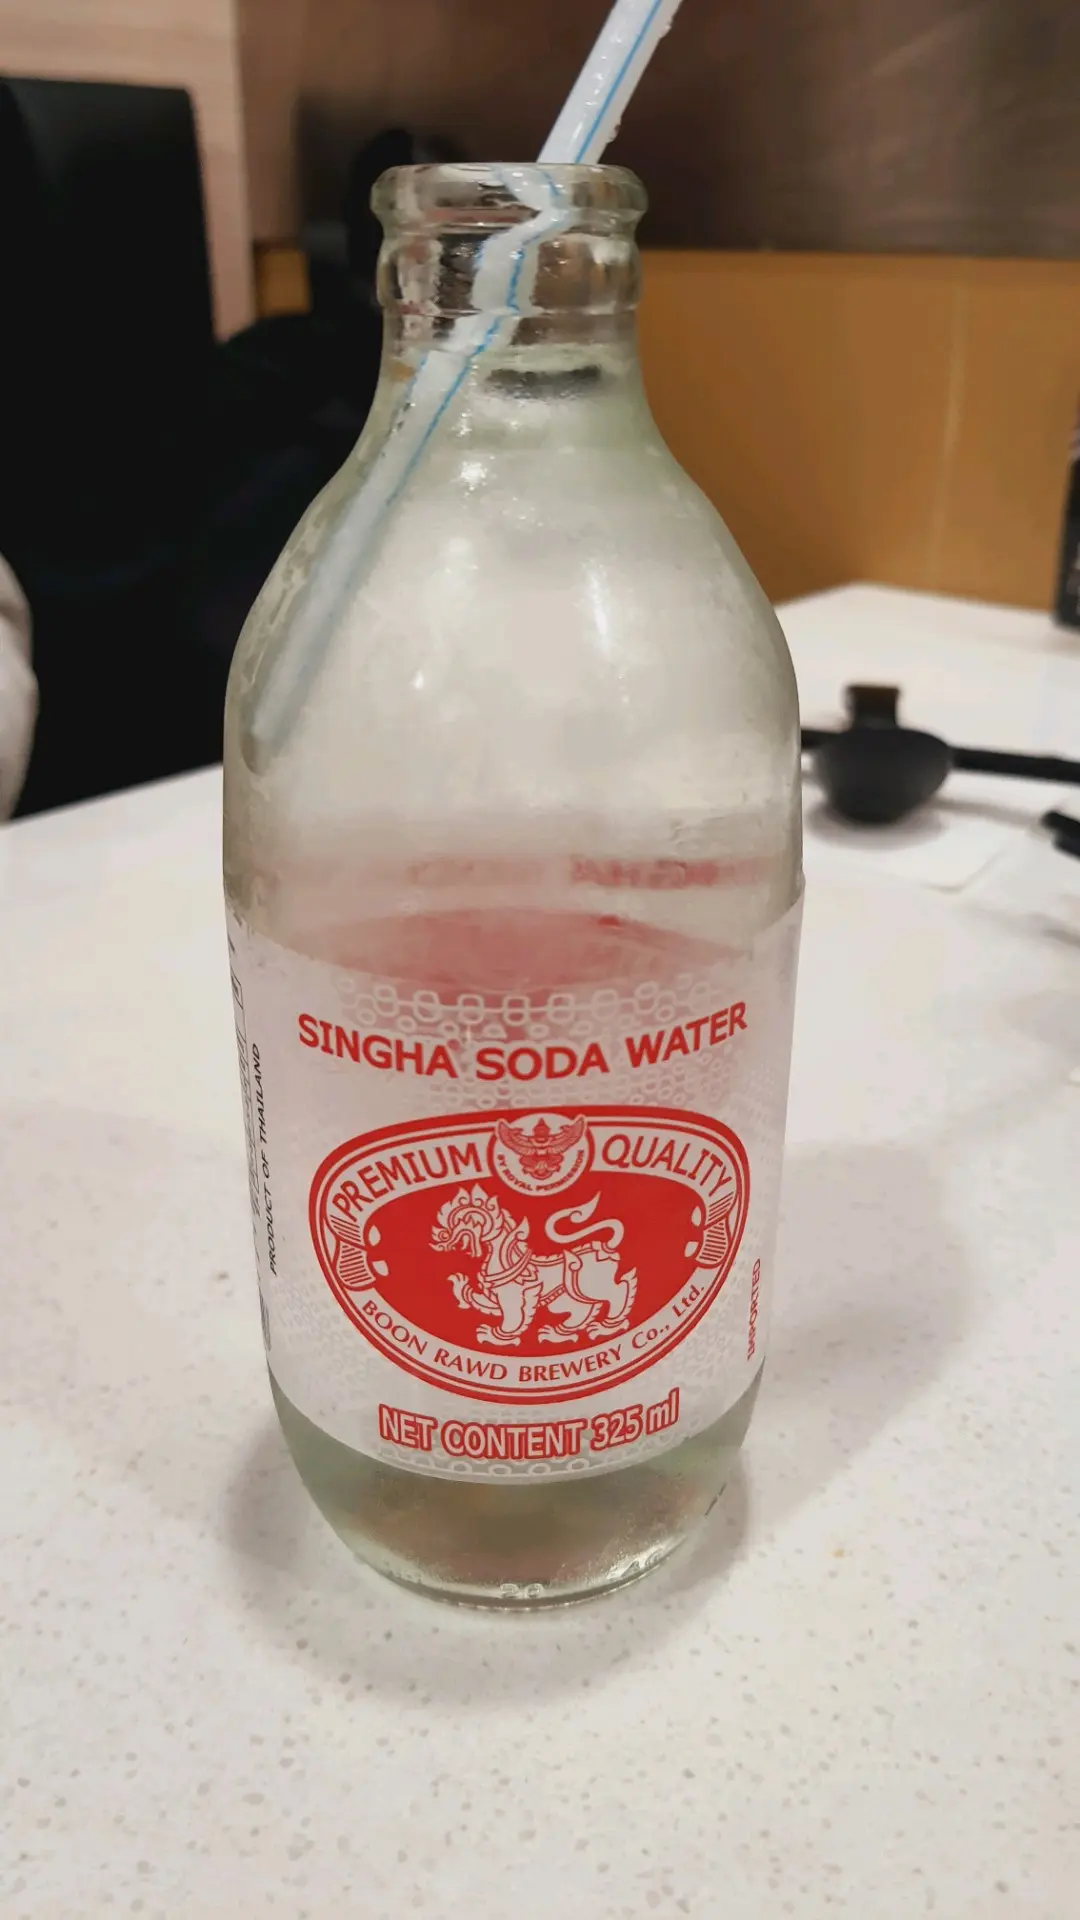 SINGHA SODA WATER
PREMIUM QUALITY
BY ROYAL PERMISSION
BOON RAWD BREWERY Co., Ltd.
NET CONTENT 325 ml
PRODUCT OF THAILAND
IMPORTED